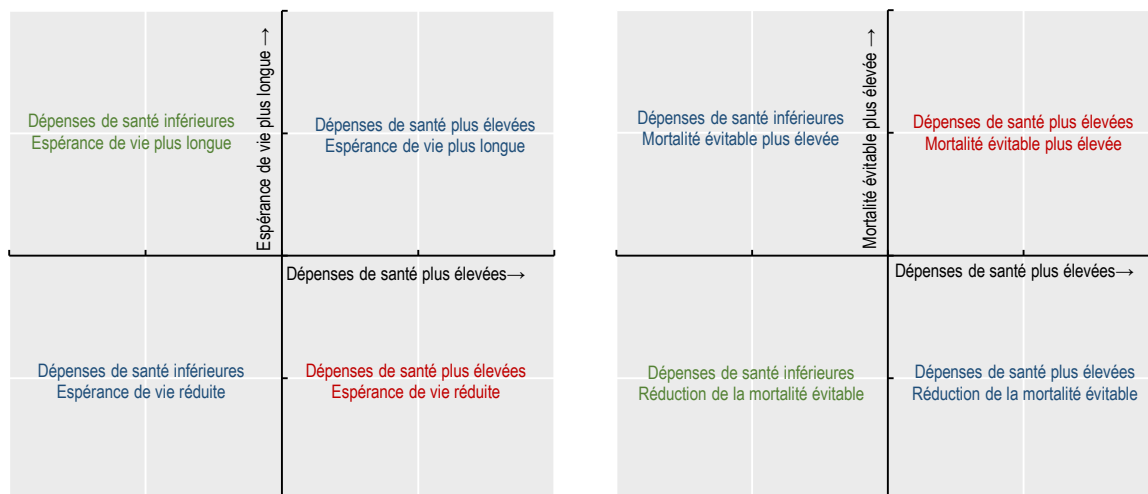 Espérance de vie plus longue →
Dépenses de santé inférieures
Espérance de vie plus longue
Dépenses de santé plus élevées
Espérance de vie plus longue
Dépenses de santé plus élevées→
Dépenses de santé inférieures
Espérance de vie réduite
Dépenses de santé plus élevées
Espérance de vie réduite
Mortalité évitable plus élevée →
Dépenses de santé inférieures
Mortalité évitable plus élevée
Dépenses de santé plus élevées
Mortalité évitable plus élevée
Dépenses de santé plus élevées→
Dépenses de santé inférieures
Réduction de la mortalité évitable
Dépenses de santé plus élevées
Réduction de la mortalité évitable